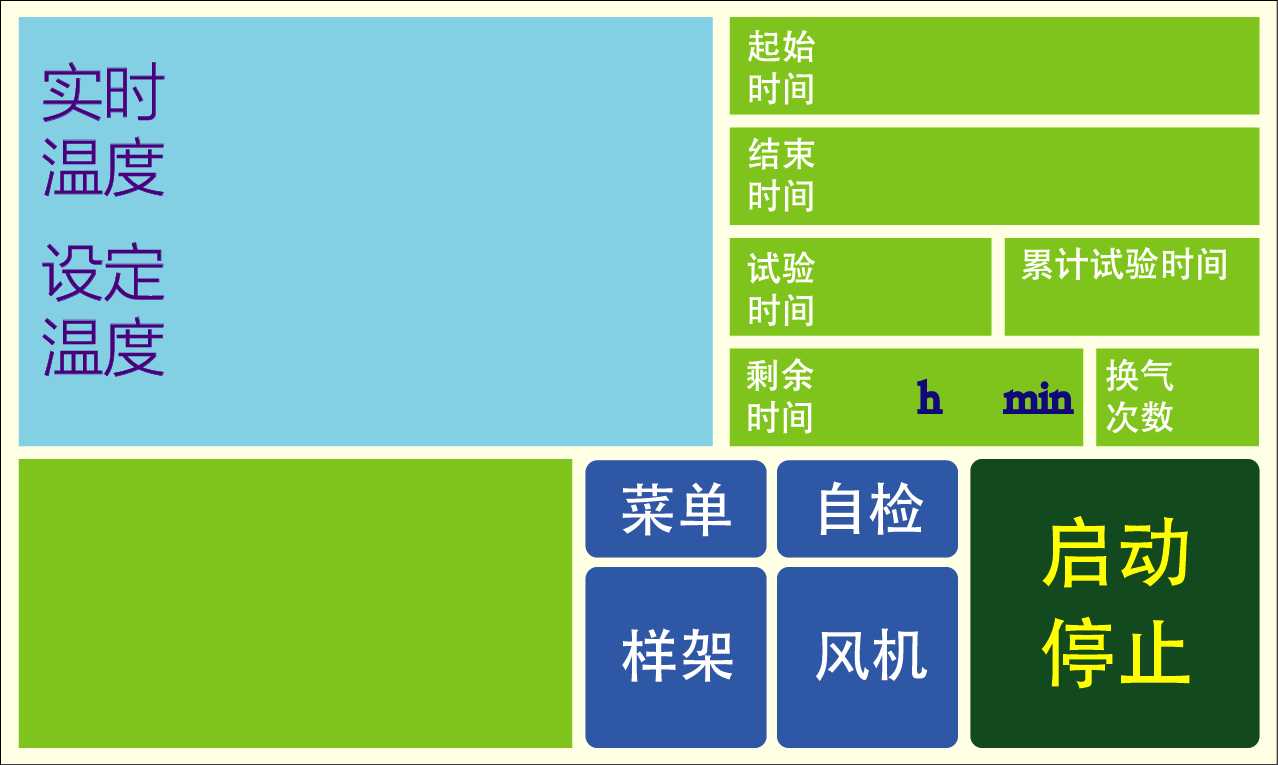 实时
温度
设定
温度
起始
时间
结束
时间
试验
时间
累计试验时间
剩余
时间
h
min
换气
次数
菜单
自检
样架
风机
启动
停止